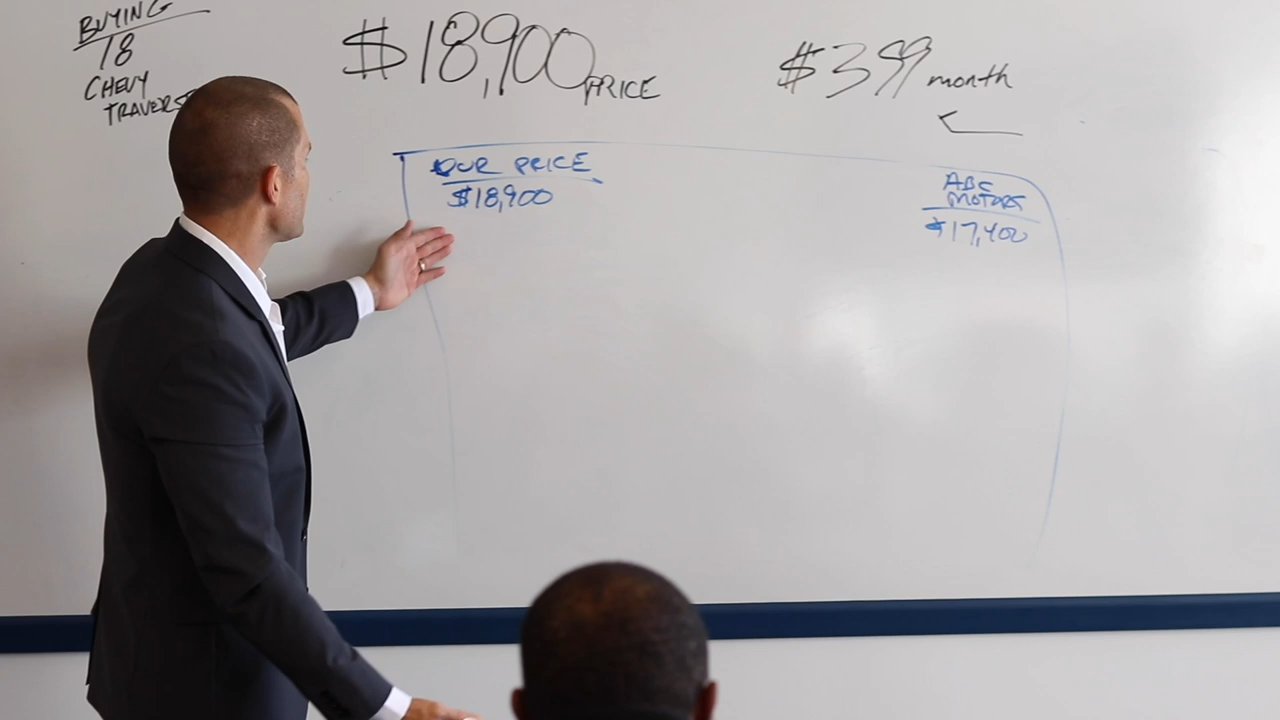 BUYING
18
CHEVY
TRAVERSE
$18,900 PRICE
$399 month
OUR PRICE
$18,900
ABC
MOTORS
$17,400